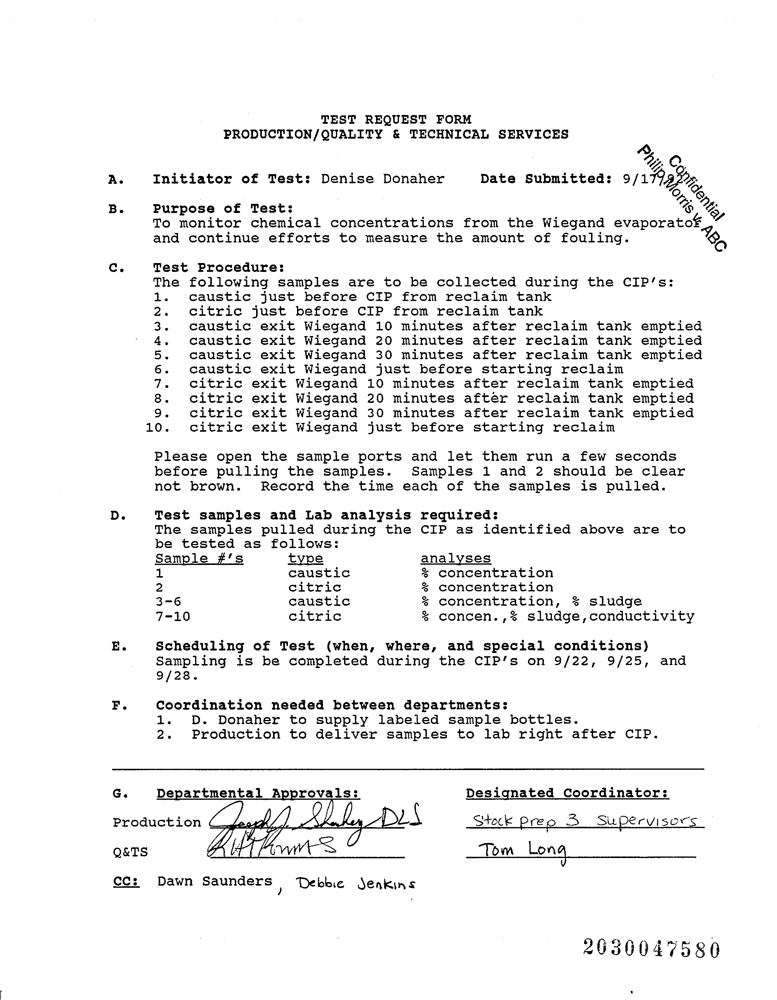 TEST REQUEST FORM
PRODUCTION/QUALITY & TECHNICAL SERVICES
Confidential
Philip Morris v. ABC
A. Initiator of Test: Denise Donaher Date Submitted: 9/17
B. Purpose of Test:
To monitor chemical concentrations from the Wiegand evaporator
and continue efforts to measure the amount of fouling.
C. Test Procedure:
The following samples are to be collected during the CIP's:
1. caustic just before CIP from reclaim tank
2. citric just before CIP from reclaim tank
3. caustic exit Wiegand 10 minutes after reclaim tank emptied
4. caustic exit Wiegand 20 minutes after reclaim tank emptied
5. caustic exit Wiegand 30 minutes after reclaim tank emptied
6. caustic exit Wiegand just before starting reclaim
7. citric exit Wiegand 10 minutes after reclaim tank emptied
8. citric exit Wiegand 20 minutes after reclaim tank emptied
9. citric exit Wiegand 30 minutes after reclaim tank emptied
10. citric exit Wiegand just before starting reclaim
Please open the sample ports and let them run a few seconds
before pulling the samples. Samples 1 and 2 should be clear
not brown. Record the time each of the samples is pulled.
D. Test samples and Lab analysis required:
The samples pulled during the CIP as identified above are to
be tested as follows:
Sample #'s type analyses
1 caustic % concentration
2 citric % concentration
3-6 caustic % concentration, % sludge
7-10 citric % concen.,% sludge,conductivity
E. Scheduling of Test (when, where, and special conditions)
Sampling is be completed during the CIP's on 9/22, 9/25, and
9/28.
F. Coordination needed between departments:
1. D. Donaher to supply labeled sample bottles.
2. Production to deliver samples to lab right after CIP.
G. Departmental Approvals: Designated Coordinator:
Production DLS Stock prep 3 Supervisors
Q&TS Tom Long
CC: Dawn Saunders, Debbie Jenkins
2030047580